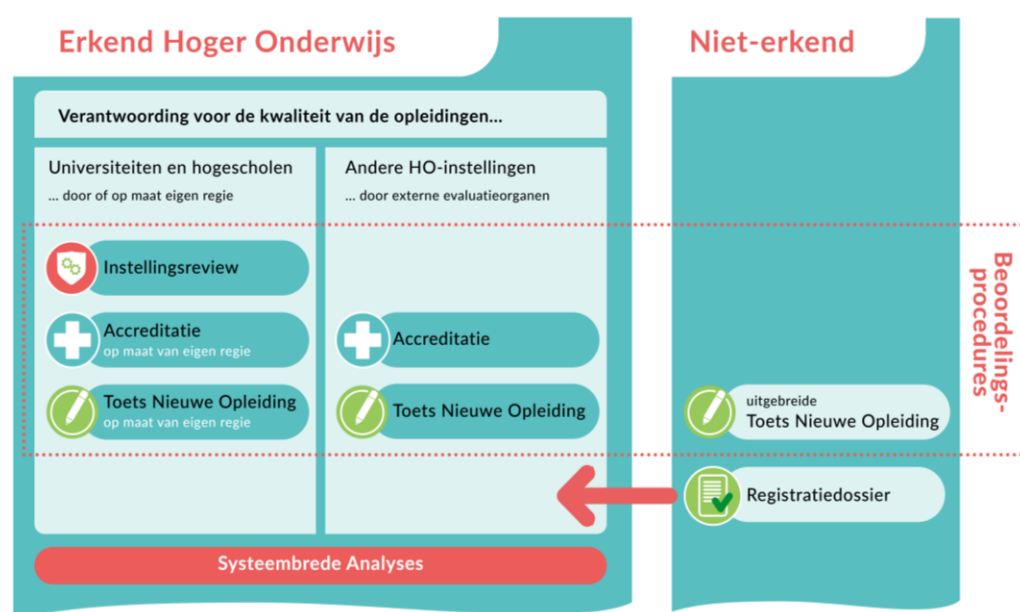 Erkend Hoger Onderwijs
Verantwoording voor de kwaliteit van de opleidingen...
Universiteiten en hogescholen
... door of op maat eigen regie
Instellingsreview
Accreditatie
op maat van eigen regie
Toets Nieuwe Opleiding
op maat van eigen regie
Andere HO-instellingen
... door externe evaluatieorganen
Accreditatie
Toets Nieuwe Opleiding
Systeembrede Analyses
Niet-erkend
uitgebreide
Toets Nieuwe Opleiding
Registratiedossier
Beoordelings-
procedures